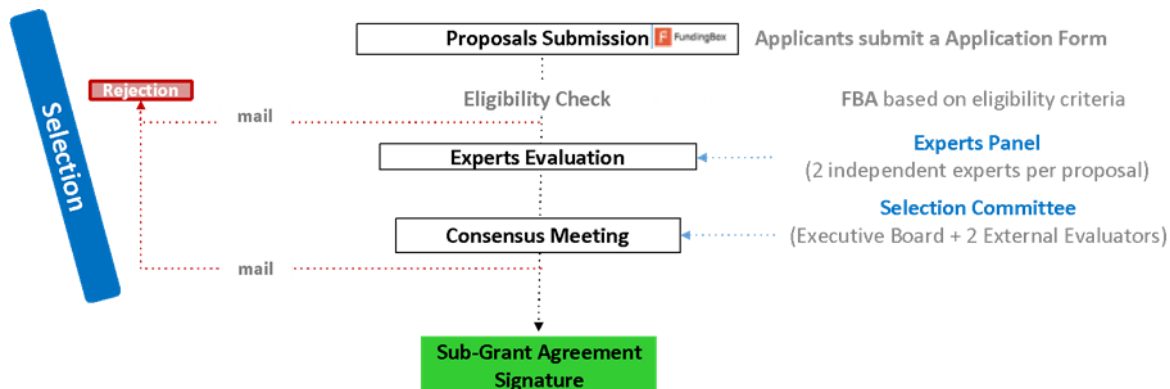 Proposals Submission F FundingBox Applicants submit a Application Form
Rejection
Eligibility Check FBA based on eligibility criteria
mail
Selection
Experts Panel
Experts Evaluation
(2 independent experts per proposal)
Selection Committee
Consensus Meeting
(Executive Board + 2 External Evaluators)
mail
Sub-Grant Agreement
Signature